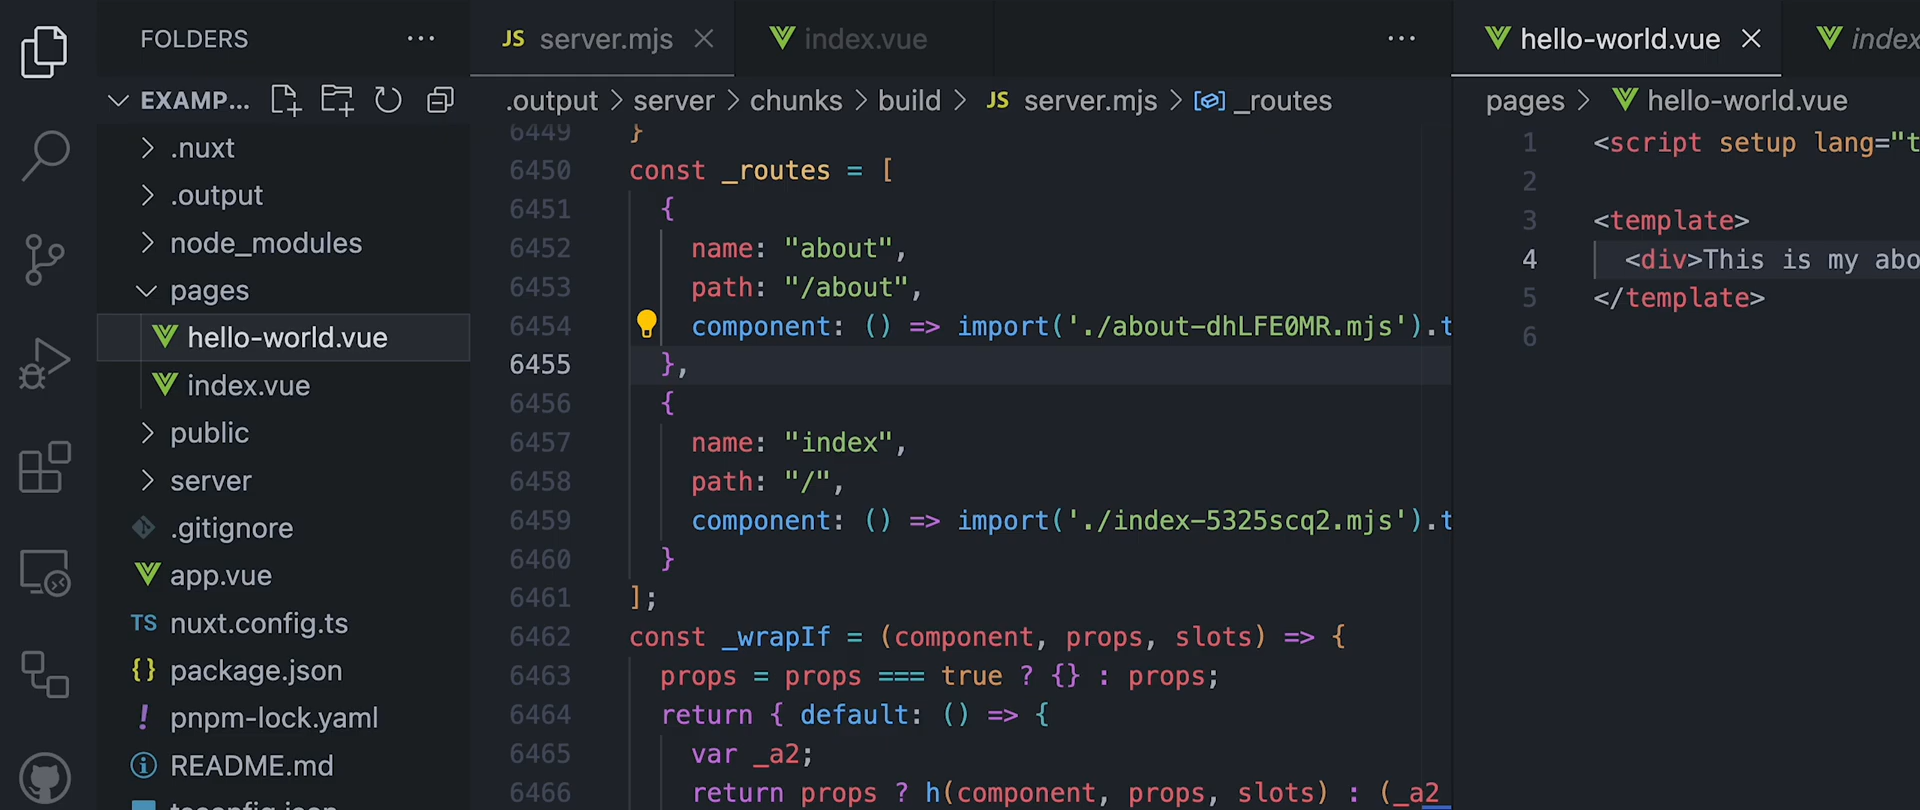 FOLDERS ...
EXAMP...
.nuxt
.output
node_modules
pages
hello-world.vue
index.vue
public
server
.gitignore
app.vue
TS nuxt.config.ts
{} package.json
! pnpm-lock.yaml
README.md
tsconfig.json
JS server.mjs
index.vue
...
.output > server > chunks > build > JS server.mjs > _routes
6449 }
6450 const _routes = [
6451 {
6452 name: "about",
6453 path: "/about",
6454 component: () => import('./about-dhLFE0MR.mjs').t
6455 },
6456 {
6457 name: "index",
6458 path: "/",
6459 component: () => import('./index-5325scq2.mjs').t
6460 }
6461 ];
6462 const _wrapIf = (component, props, slots) => {
6463 props = props === true ? {} : props;
6464 return { default: () => {
6465 var _a2;
6466 return props ? h(component, props, slots) : (_a2
hello-world.vue
index
pages > hello-world.vue
1 <script setup lang="t
2
3 <template>
4 <div>This is my abo
5 </template>
6